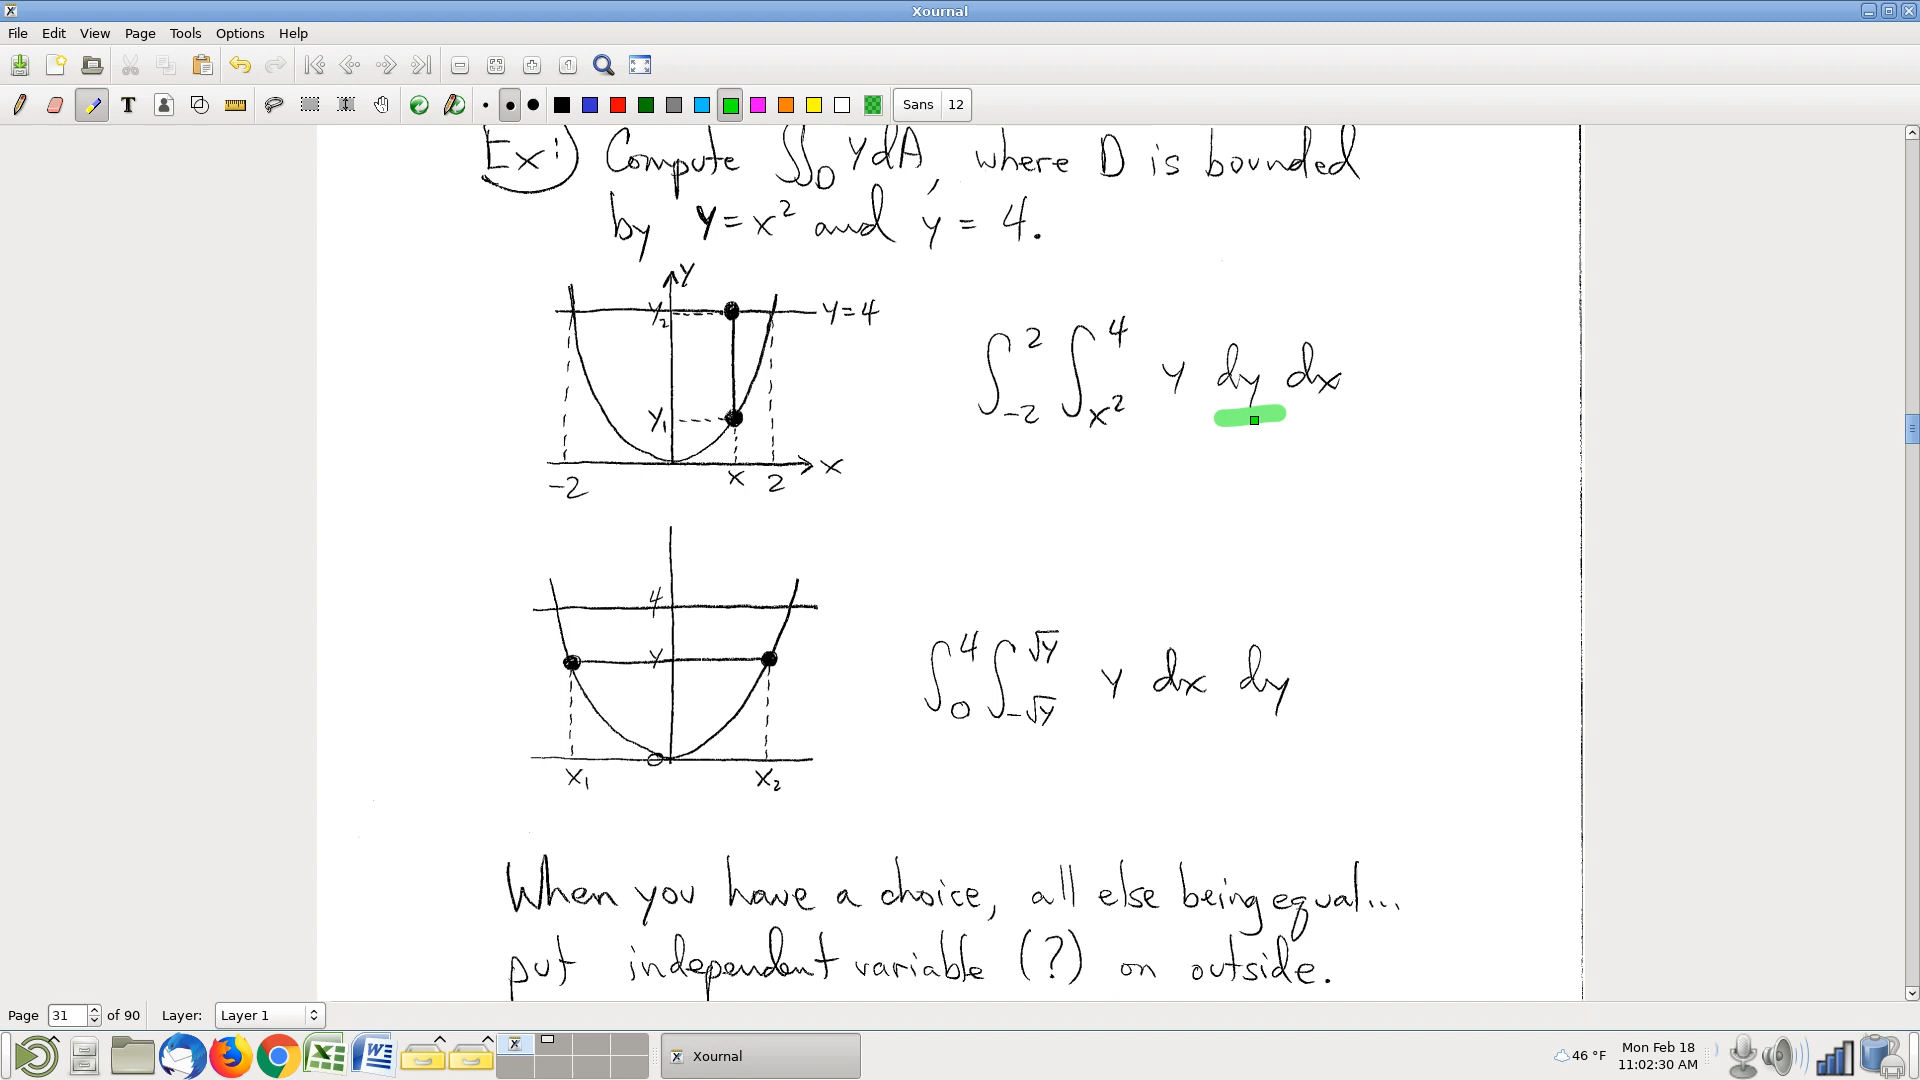 Xournal
File Edit View Page Tools Options Help
Sans 12
Ex: Compute ∬_D y dA, where D is bounded
by y = x² and y = 4.
y
y₂ y = 4
y₁
-2 x 2 x
∫_{-2}^{2} ∫_{x²}^{4} y dy dx
4
y
0
x₁ x₂
∫_0^4 ∫_{-√y}^{√y} y dx dy
When you have a choice, all else being equal...
put independent variable (?) on outside.
Page 31 of 90 Layer: Layer 1
Xournal
46 °F
Mon Feb 18
11:02:30 AM